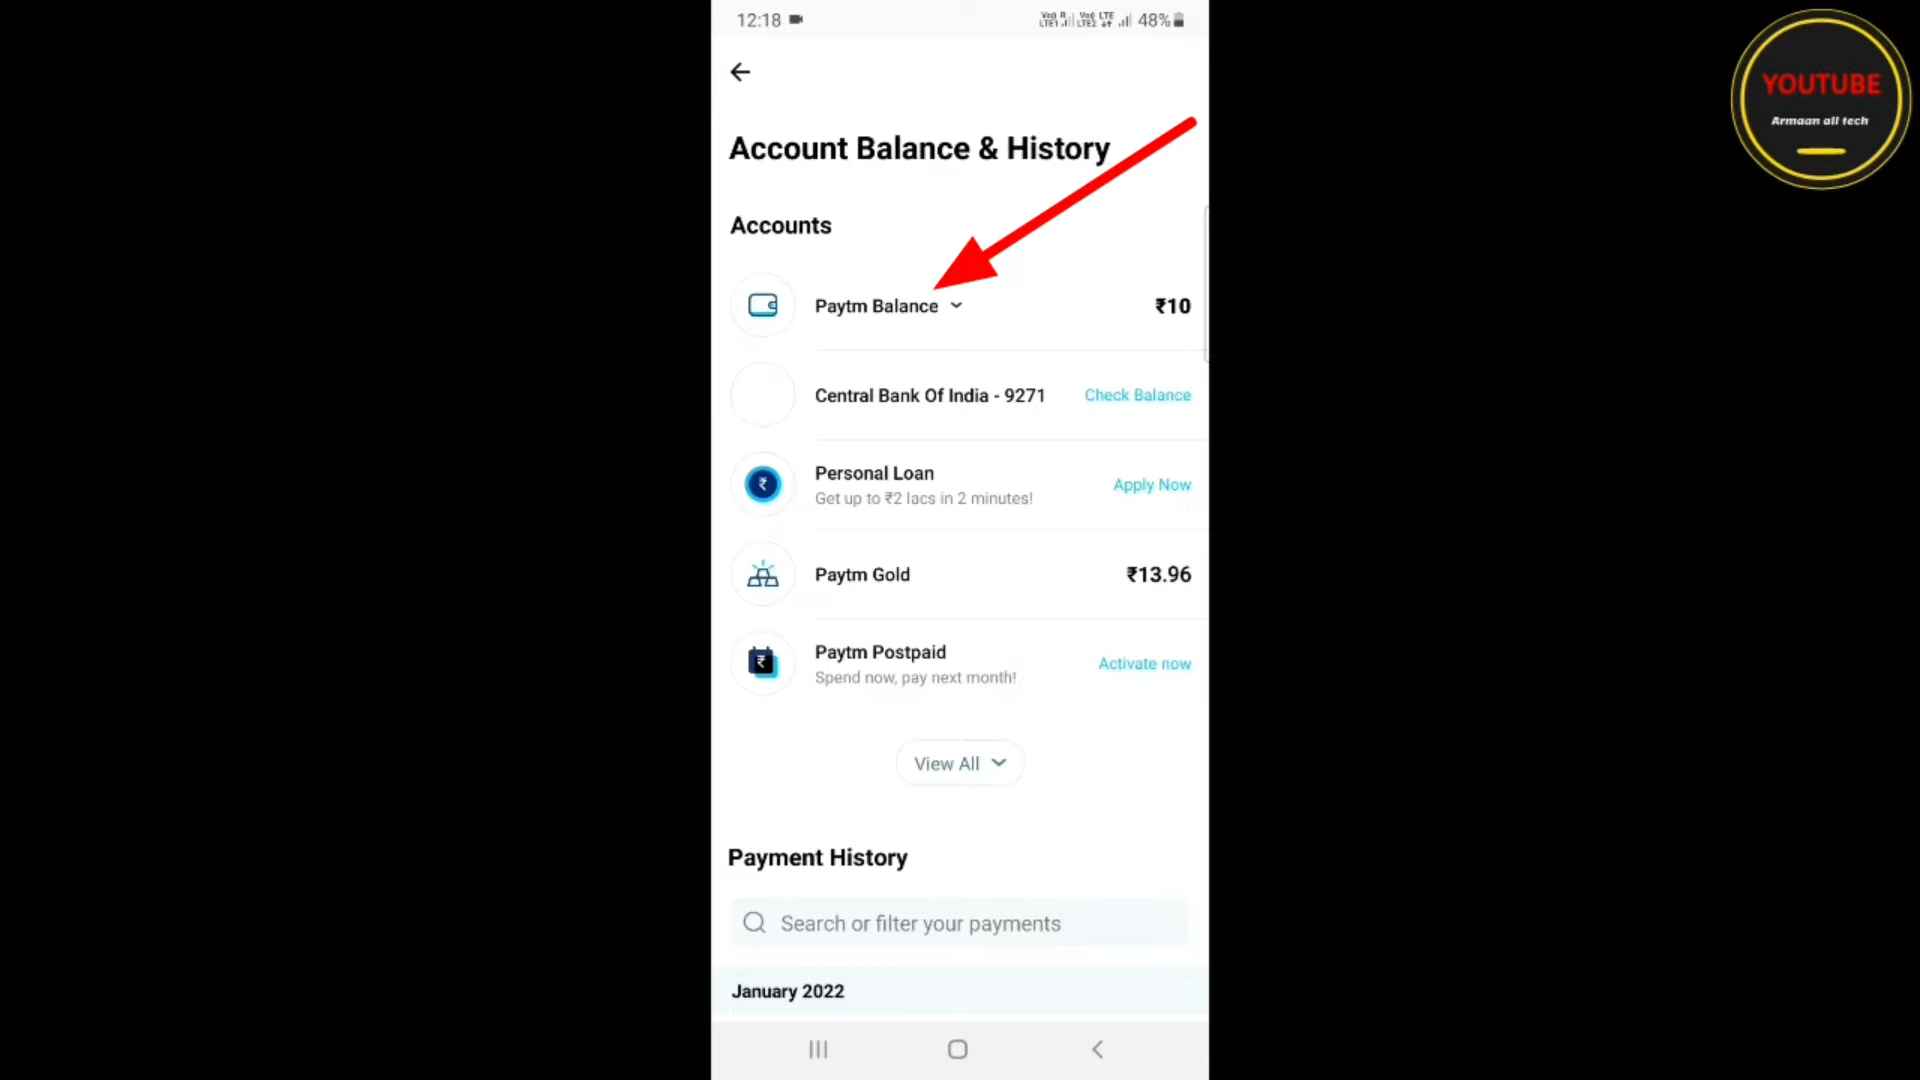 12:18
48%
YOUTUBE
Armaan all tech
Account Balance & History
Accounts
Paytm Balance ₹10
Central Bank Of India - 9271 Check Balance
Personal Loan
Get up to ₹2 lacs in 2 minutes!
Apply Now
Paytm Gold ₹13.96
Paytm Postpaid
Spend now, pay next month!
Activate now
View All
Payment History
Search or filter your payments
January 2022